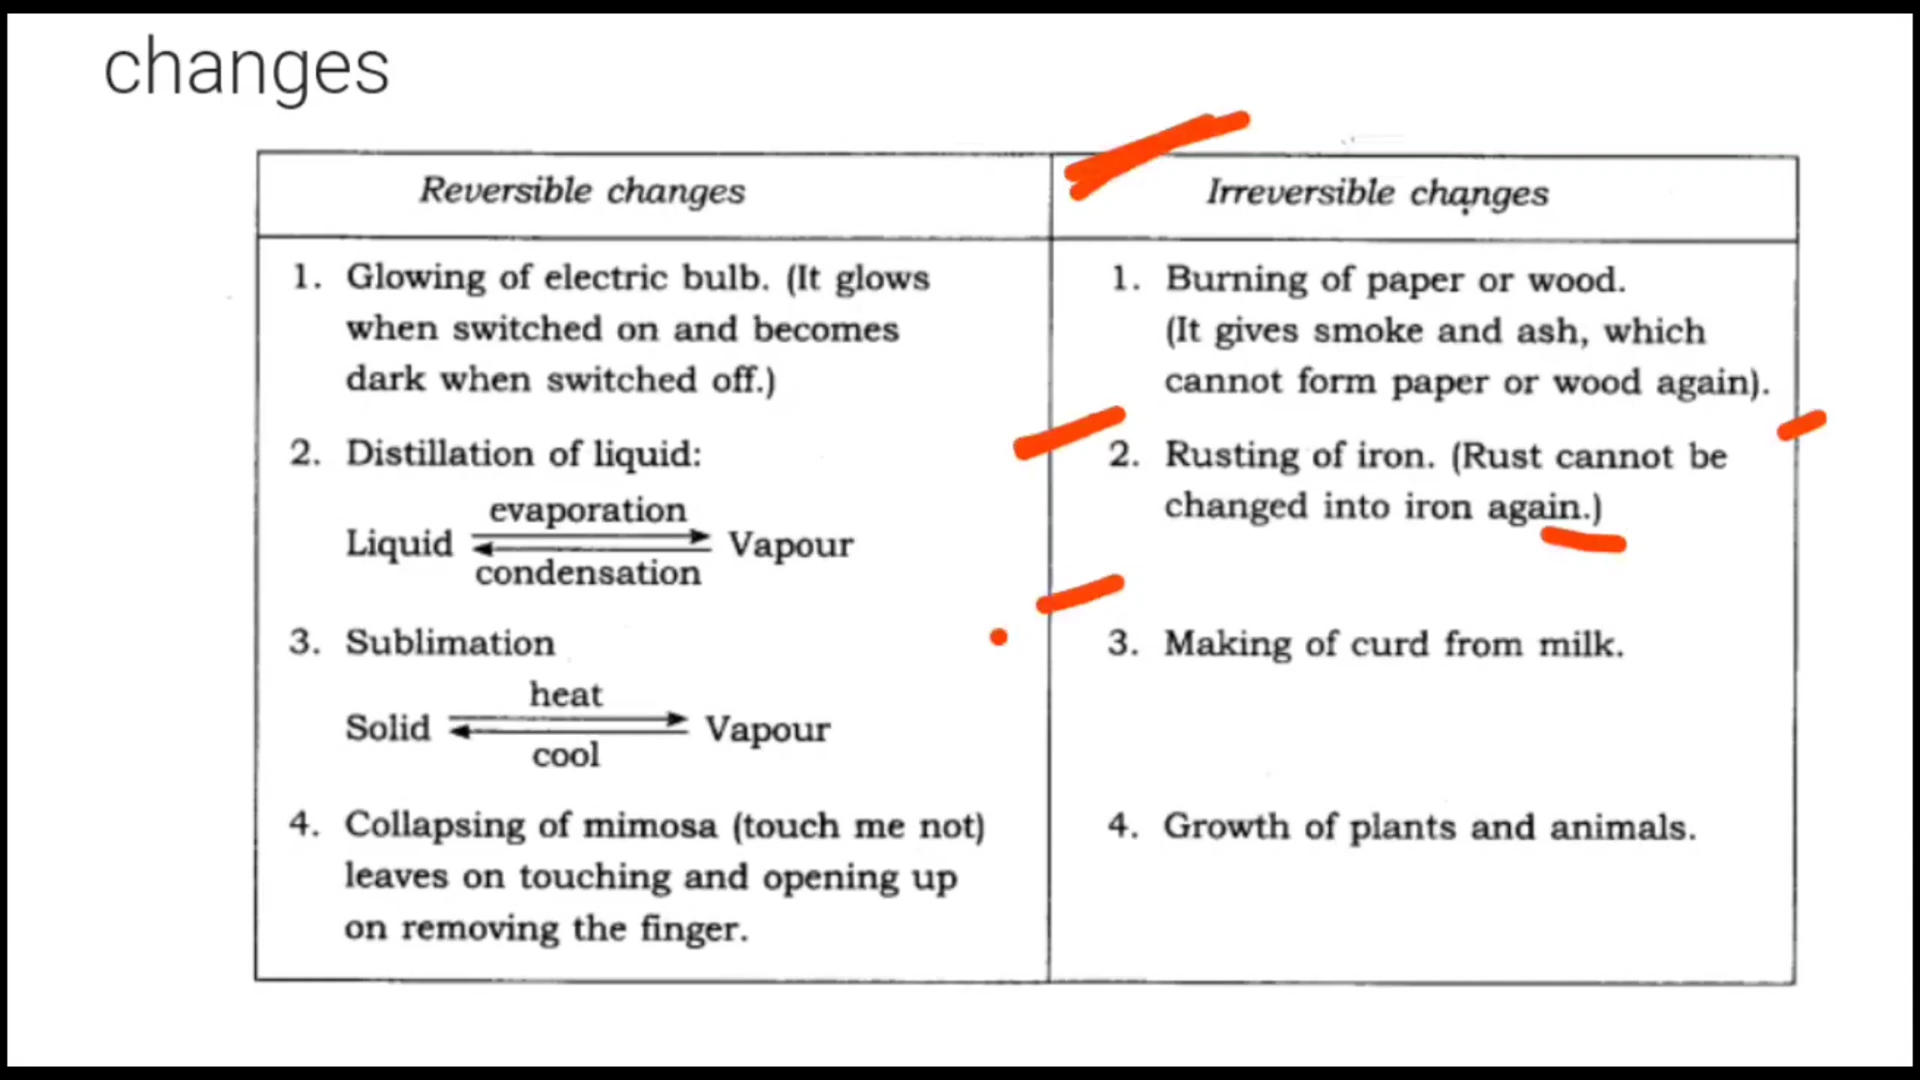 changes
Reversible changes
1. Glowing of electric bulb. (It glows
when switched on and becomes
dark when switched off.)
2. Distillation of liquid:
evaporation
Liquid Vapour
condensation
3. Sublimation
heat
Solid Vapour
cool
4. Collapsing of mimosa (touch me not)
leaves on touching and opening up
on removing the finger.
Irreversible changes
1. Burning of paper or wood.
(It gives smoke and ash, which
cannot form paper or wood again).
2. Rusting of iron. (Rust cannot be
changed into iron again.)
3. Making of curd from milk.
4. Growth of plants and animals.